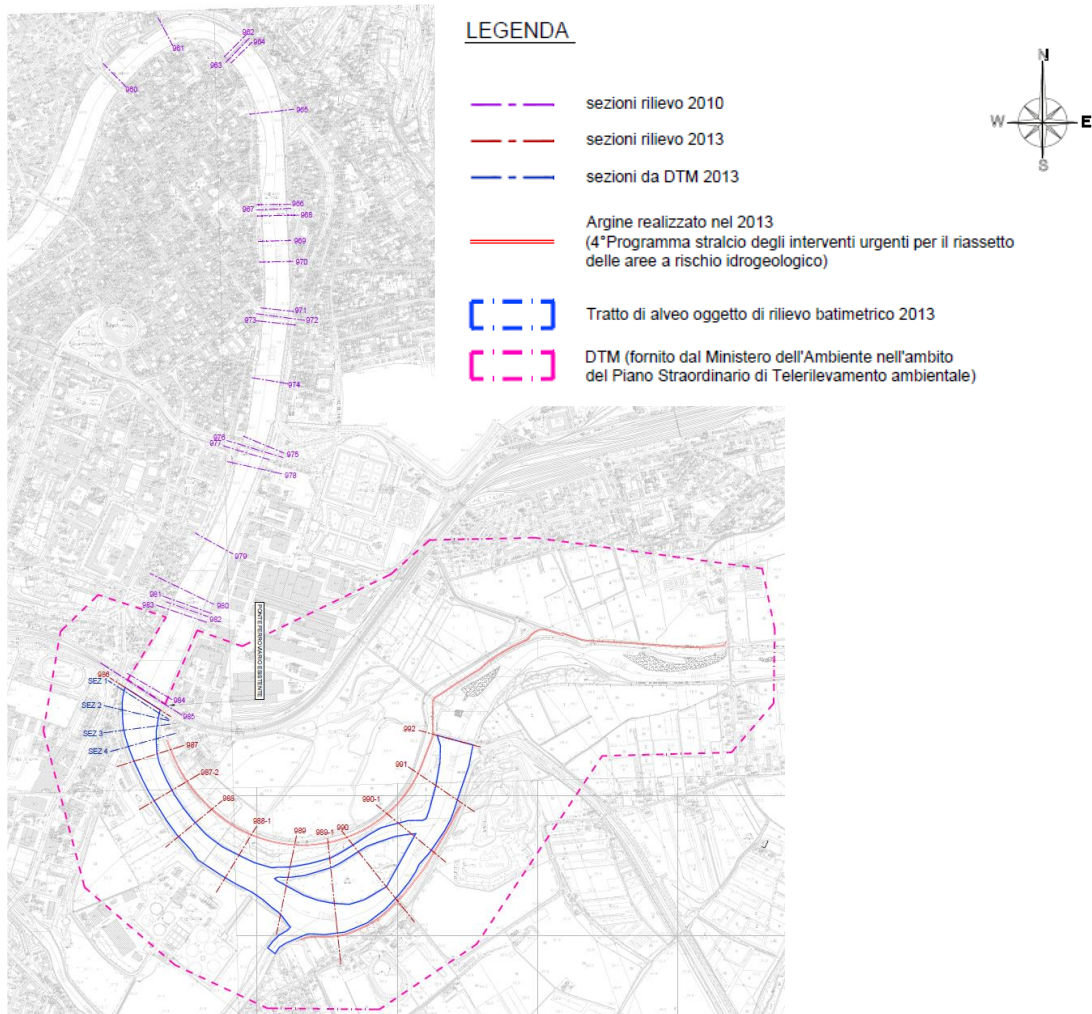 LEGENDA
sezioni rilievo 2010
sezioni rilievo 2013
sezioni da DTM 2013
Argine realizzato nel 2013
(4°Programma stralcio degli interventi urgenti per il riassetto
delle aree a rischio idrogeologico)
Tratto di alveo oggetto di rilievo batimetrico 2013
DTM (fornito dal Ministero dell'Ambiente nell'ambito
del Piano Straordinario di Telerilevamento ambientale)
N
W
E
S
962
964
961
963
960
965
966
967
968
969
970
971
973
972
974
976
977
975
978
979
981
980
983
982
PONTE FERROVIARIO ESISTENTE
986
SEZ 1
984
985
SEZ 2
SEZ 3
SEZ 4
987
987-2
988
988-1
989
989-1
990
990-1
991
992